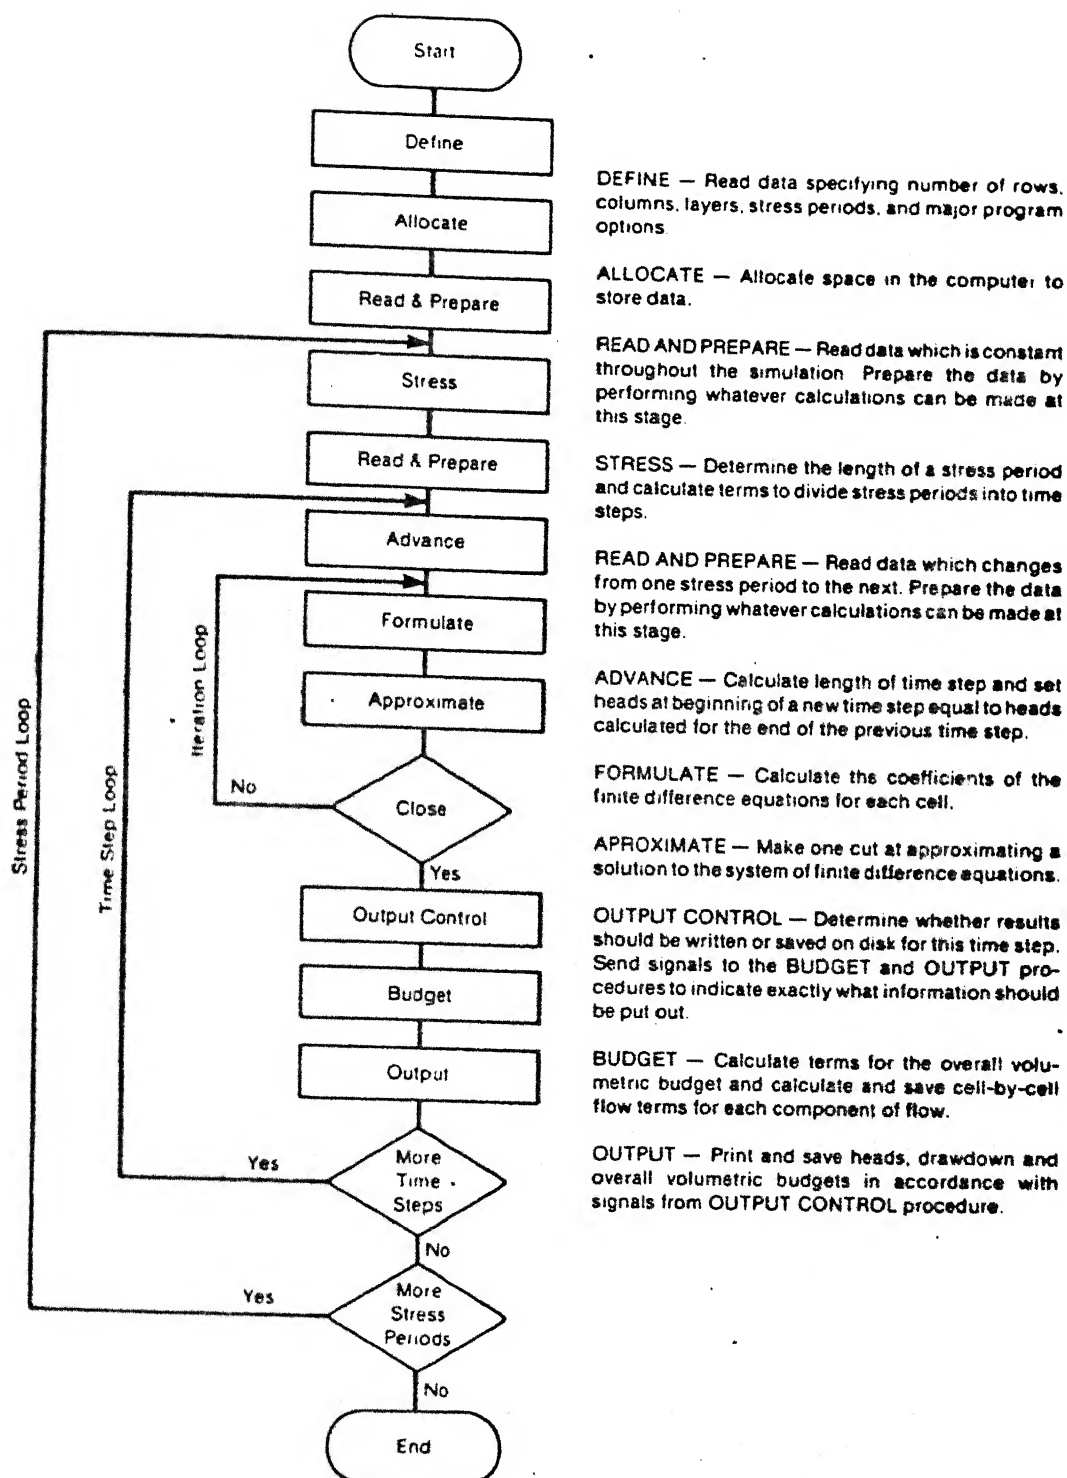 Start
Define
Allocate
Read & Prepare
Stress
Read & Prepare
Advance
Formulate
Approximate
Close
No
Yes
Output Control
Budget
Output
More
Time
Steps
Yes
No
More
Stress
Periods
Yes
No
End
Iteration Loop
Time Step Loop
Stress Period Loop
DEFINE — Read data specifying number of rows,
columns, layers, stress periods, and major program
options.
ALLOCATE — Allocate space in the computer to
store data.
READ AND PREPARE — Read data which is constant
throughout the simulation Prepare the data by
performing whatever calculations can be made at
this stage.
STRESS — Determine the length of a stress period
and calculate terms to divide stress periods into time
steps.
READ AND PREPARE — Read data which changes
from one stress period to the next. Prepare the data
by performing whatever calculations can be made at
this stage.
ADVANCE — Calculate length of time step and set
heads at beginning of a new time step equal to heads
calculated for the end of the previous time step.
FORMULATE — Calculate the coefficients of the
finite difference equations for each cell.
APROXIMATE — Make one cut at approximating a
solution to the system of finite difference equations.
OUTPUT CONTROL — Determine whether results
should be written or saved on disk for this time step.
Send signals to the BUDGET and OUTPUT pro-
cedures to indicate exactly what information should
be put out.
BUDGET — Calculate terms for the overall volu-
metric budget and calculate and save cell-by-cell
flow terms for each component of flow.
OUTPUT — Print and save heads, drawdown and
overall volumetric budgets in accordance with
signals from OUTPUT CONTROL procedure.